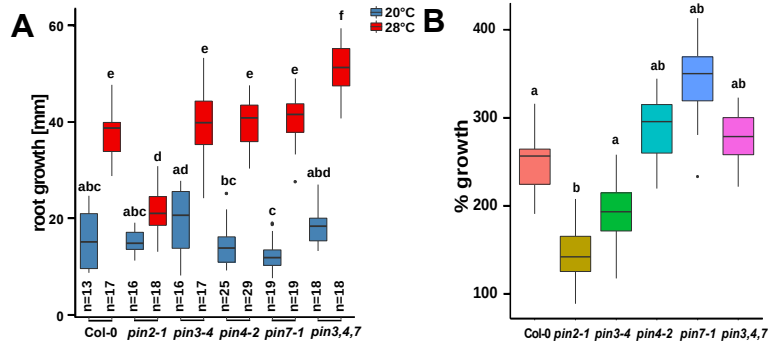 A
20°C
28°C
root growth [mm]
60
40
20
0
abc
e
abc
d
ad
e
bc
e
c
e
abd
f
n=13
n=17
n=16
n=18
n=16
n=17
n=25
n=29
n=19
n=19
n=18
n=18
Col-0 pin2-1 pin3-4 pin4-2 pin7-1 pin3,4,7
B
% growth
400
300
200
100
a
b
a
ab
ab
ab
Col-0 pin2-1 pin3-4 pin4-2 pin7-1 pin3,4,7